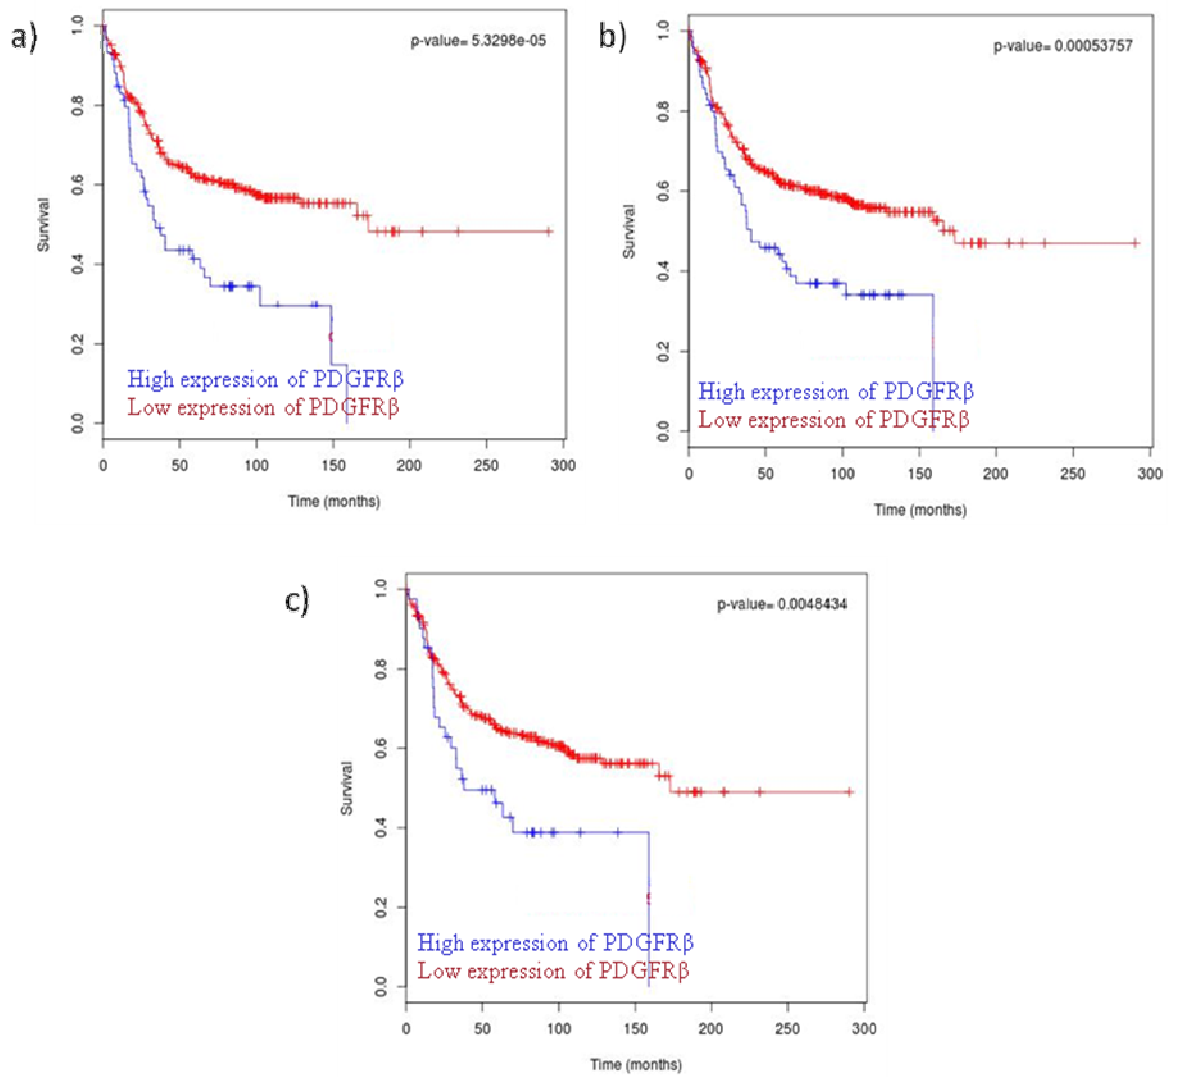 a)
p-value= 5.3298e-05
Survival
0.0 0.2 0.4 0.6 0.8 1.0
High expression of PDGFRβ
Low expression of PDGFRβ
0 50 100 150 200 250 300
Time (months)
b)
p-value= 0.00053757
Survival
0.0 0.2 0.4 0.6 0.8 1.0
High expression of PDGFRβ
Low expression of PDGFRβ
0 50 100 150 200 250 300
Time (months)
c)
p-value= 0.0048434
Survival
0.0 0.2 0.4 0.6 0.8 1.0
High expression of PDGFRβ
Low expression of PDGFRβ
0 50 100 150 200 250 300
Time (months)